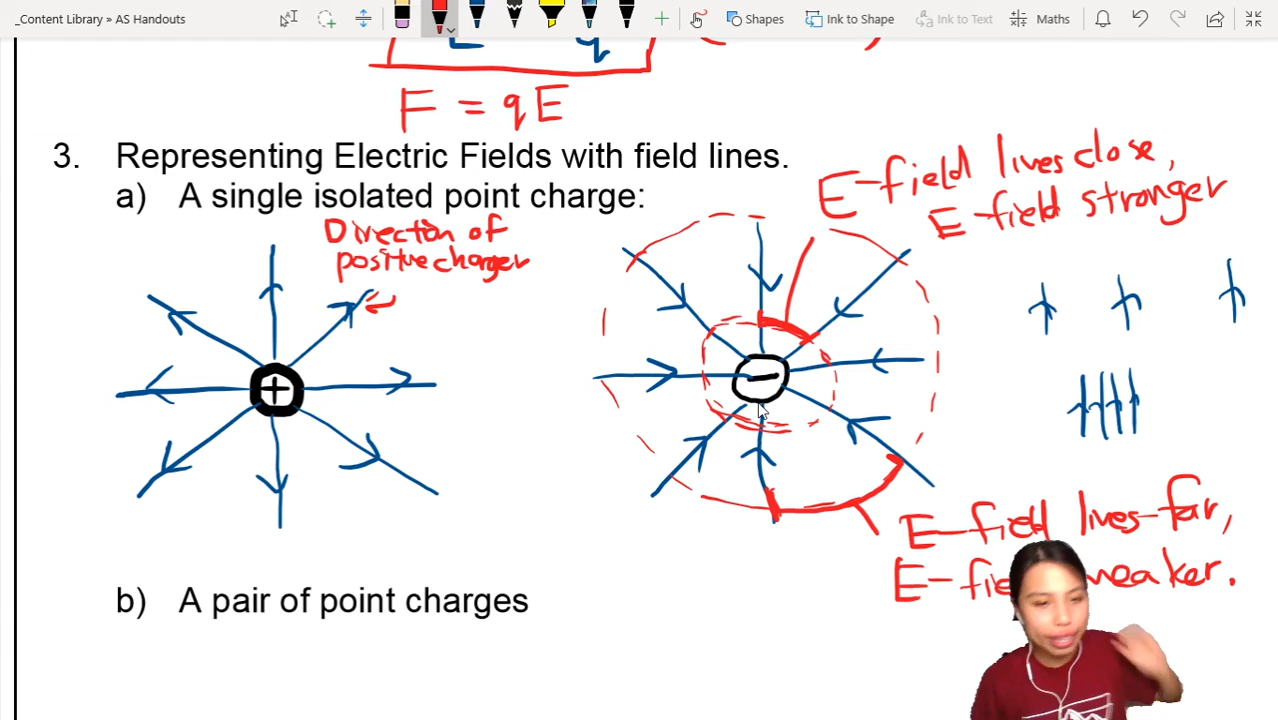 _Content Library » AS Handouts
Shapes
Ink to Shape
Ink to Text
Maths
F = qE
3. Representing Electric Fields with field lines.
a) A single isolated point charge:
E-field lines close,
E-field stronger
Direction of
positive charger
+
−
E-field lines far,
weaker.
b) A pair of point charges